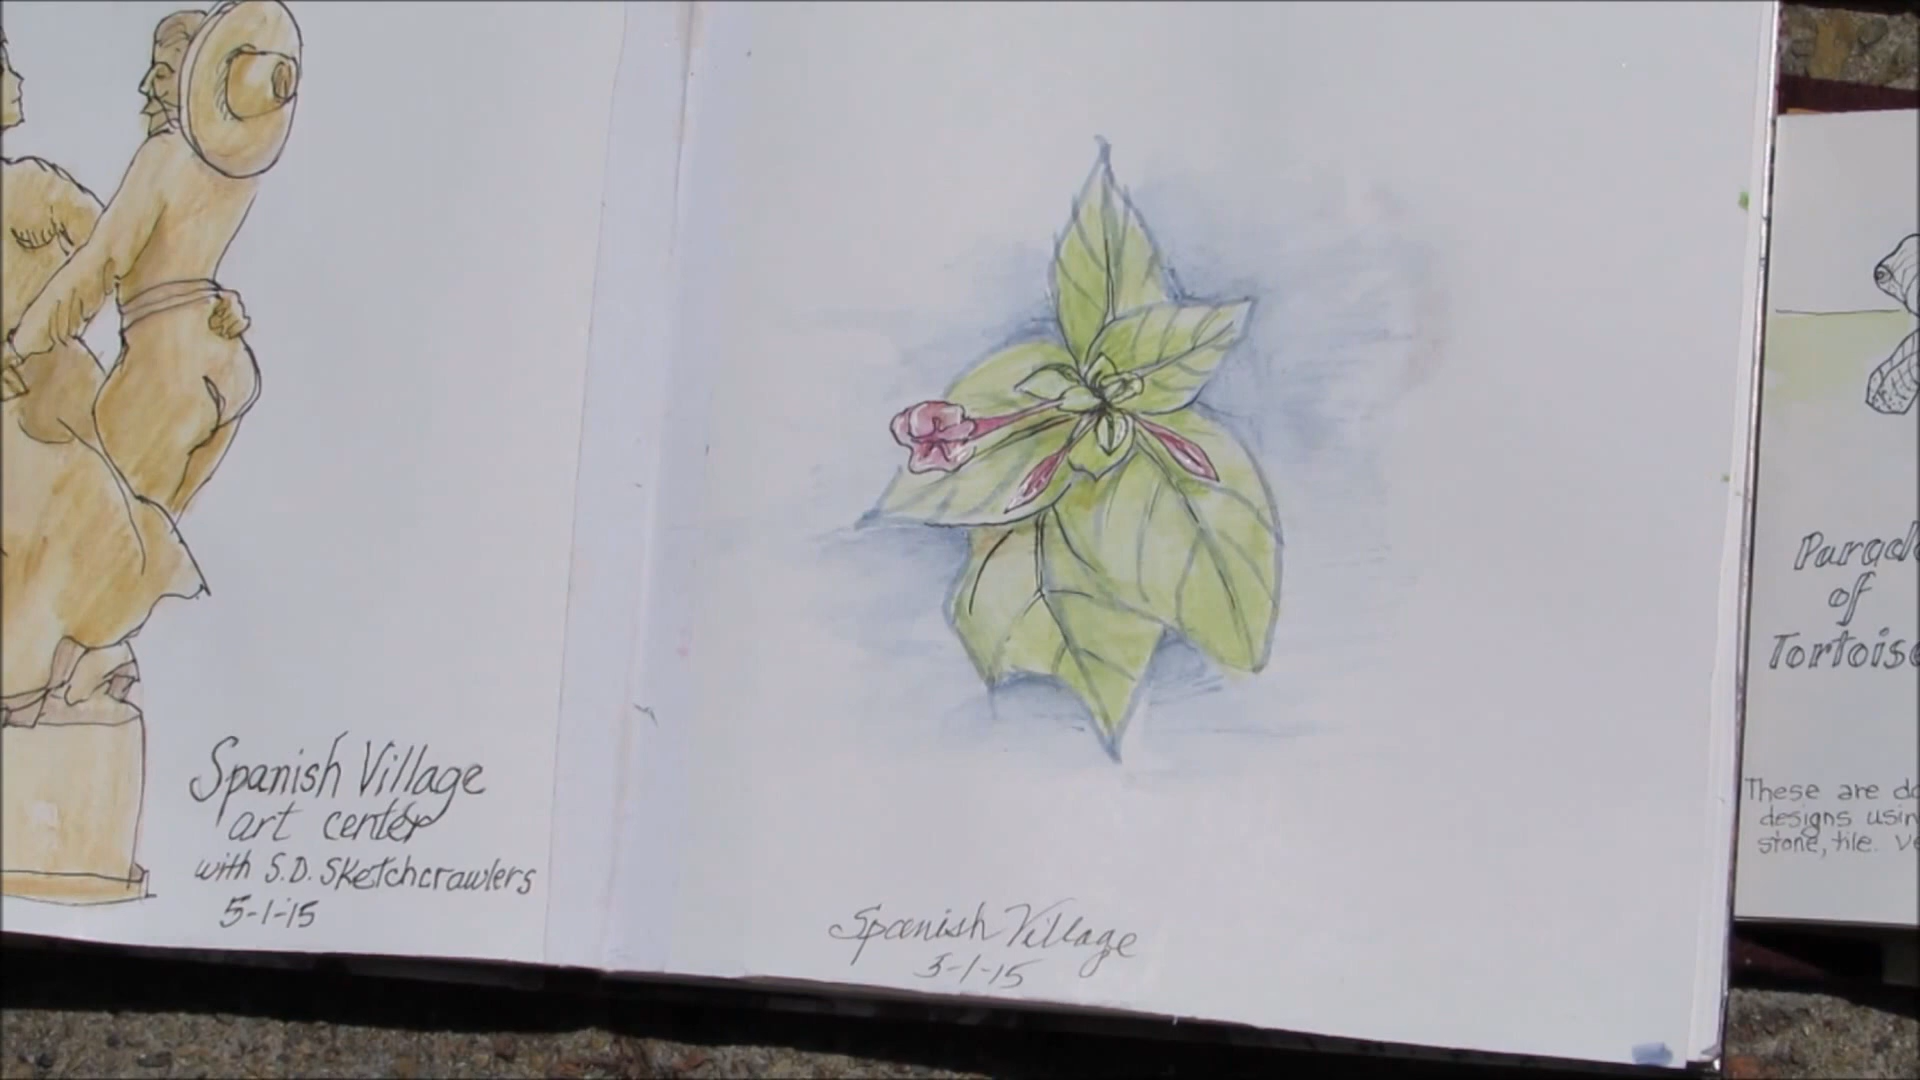 Spanish Village
art center
with S.D. Sketchcrawlers
5-1-15
Spanish Village
5-1-15
of
These are
designs
stone, tile.